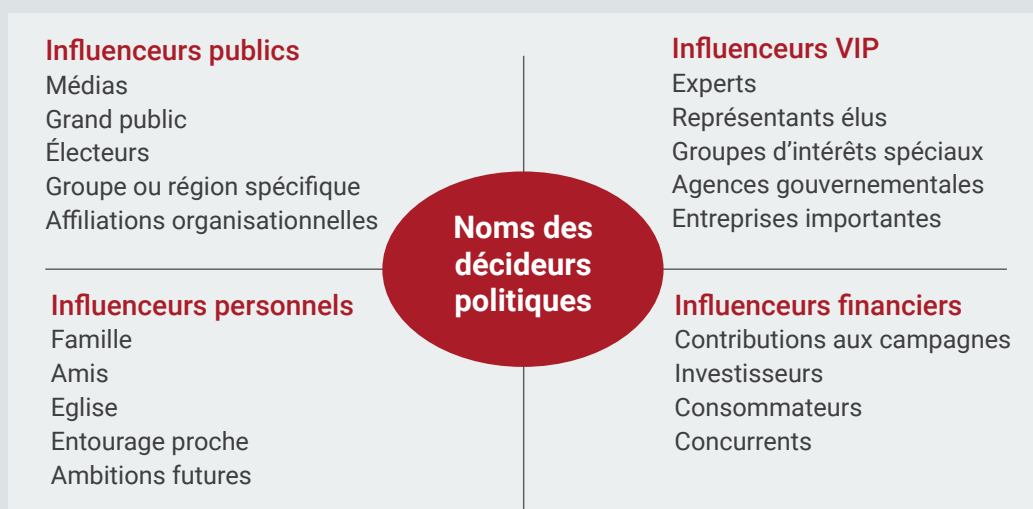 Influenceurs publics
Médias
Grand public
Électeurs
Groupe ou région spécifique
Affiliations organisationnelles
Influenceurs VIP
Experts
Représentants élus
Groupes d'intérêts spéciaux
Agences gouvernementales
Entreprises importantes
Noms des
décideurs
politiques
Influenceurs personnels
Famille
Amis
Eglise
Entourage proche
Ambitions futures
Influenceurs financiers
Contributions aux campagnes
Investisseurs
Consommateurs
Concurrents